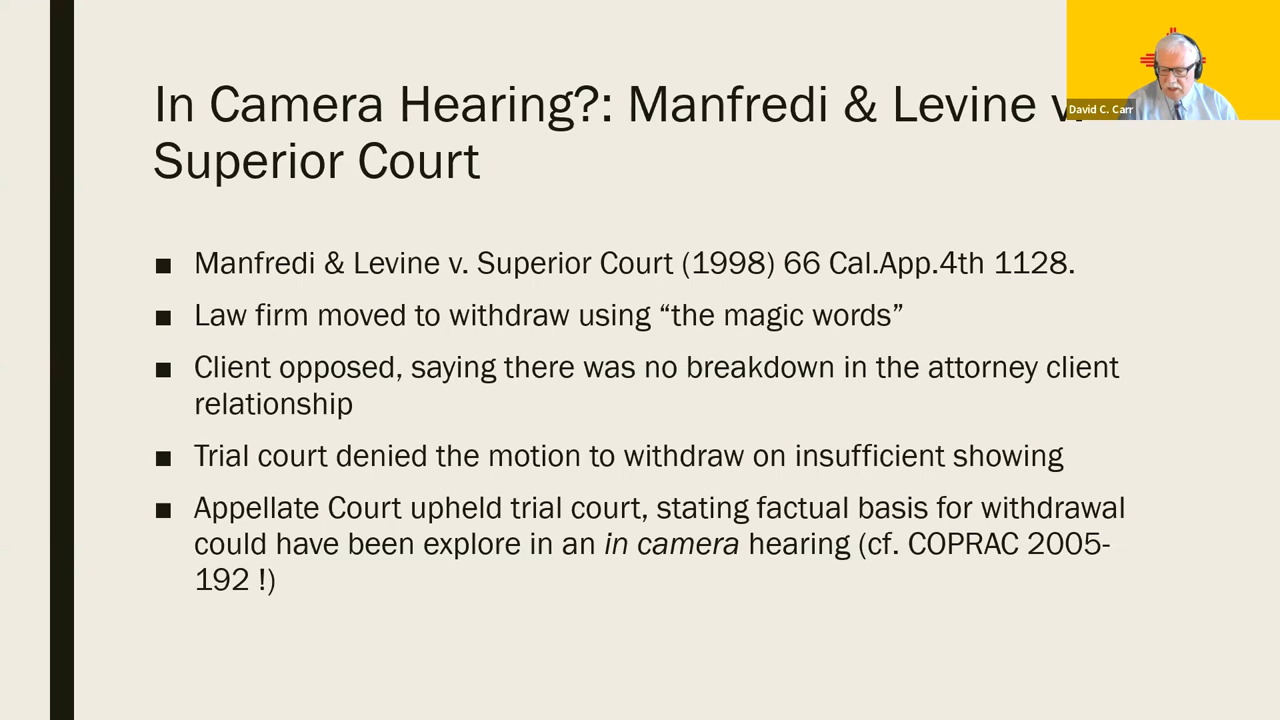 In Camera Hearing?: Manfredi & Levine v.
Superior Court
David C. Carr
■ Manfredi & Levine v. Superior Court (1998) 66 Cal.App.4th 1128.
■ Law firm moved to withdraw using “the magic words”
■ Client opposed, saying there was no breakdown in the attorney client
relationship
■ Trial court denied the motion to withdraw on insufficient showing
■ Appellate Court upheld trial court, stating factual basis for withdrawal
could have been explore in an in camera hearing (cf. COPRAC 2005-
192 !)